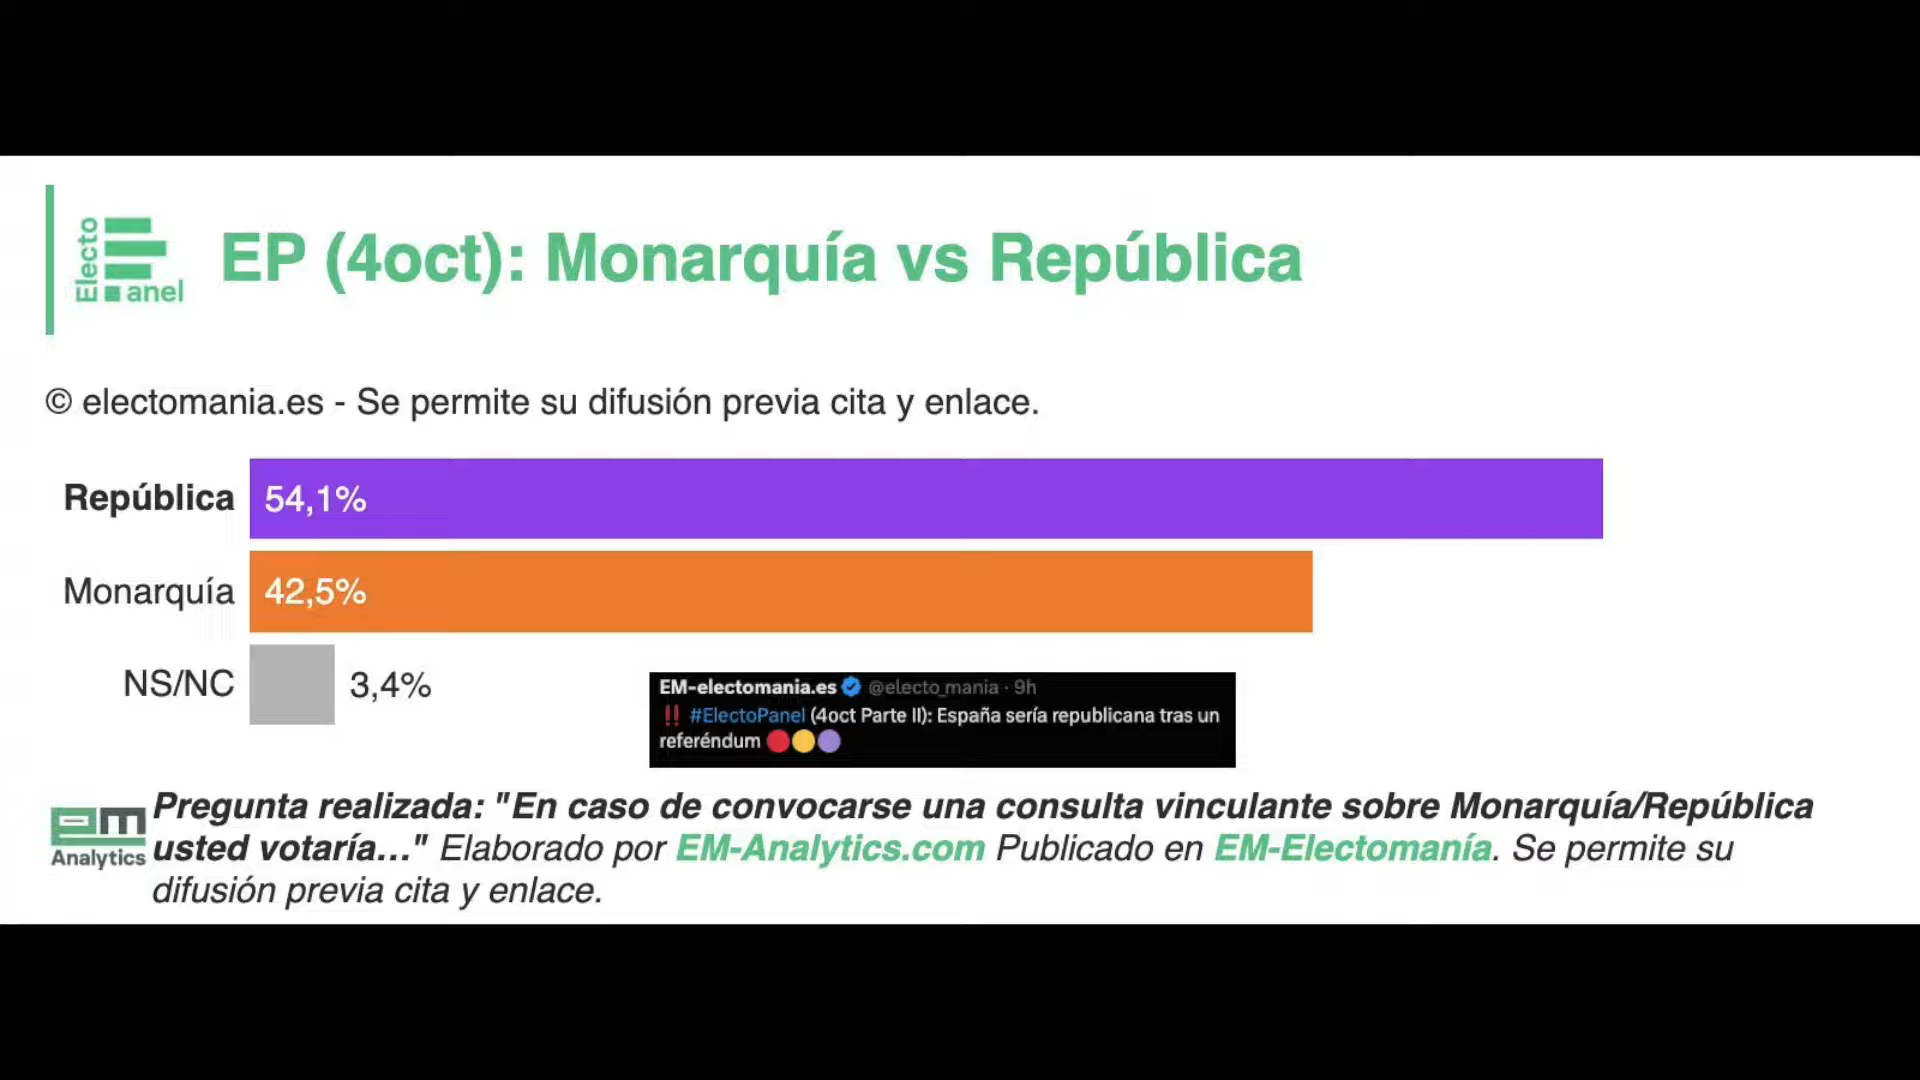 Electo
Panel
EP (4oct): Monarquía vs República
© electomania.es - Se permite su difusión previa cita y enlace.
República 54,1%
Monarquía 42,5%
NS/NC 3,4%
EM-electomania.es @electo_mania · 9h
‼️ #ElectoPanel (4oct Parte II): España sería republicana tras un
referéndum 🔴🟡🟣
em
Analytics
Pregunta realizada: "En caso de convocarse una consulta vinculante sobre Monarquía/República
usted votaría..." Elaborado por EM-Analytics.com Publicado en EM-Electomanía. Se permite su
difusión previa cita y enlace.